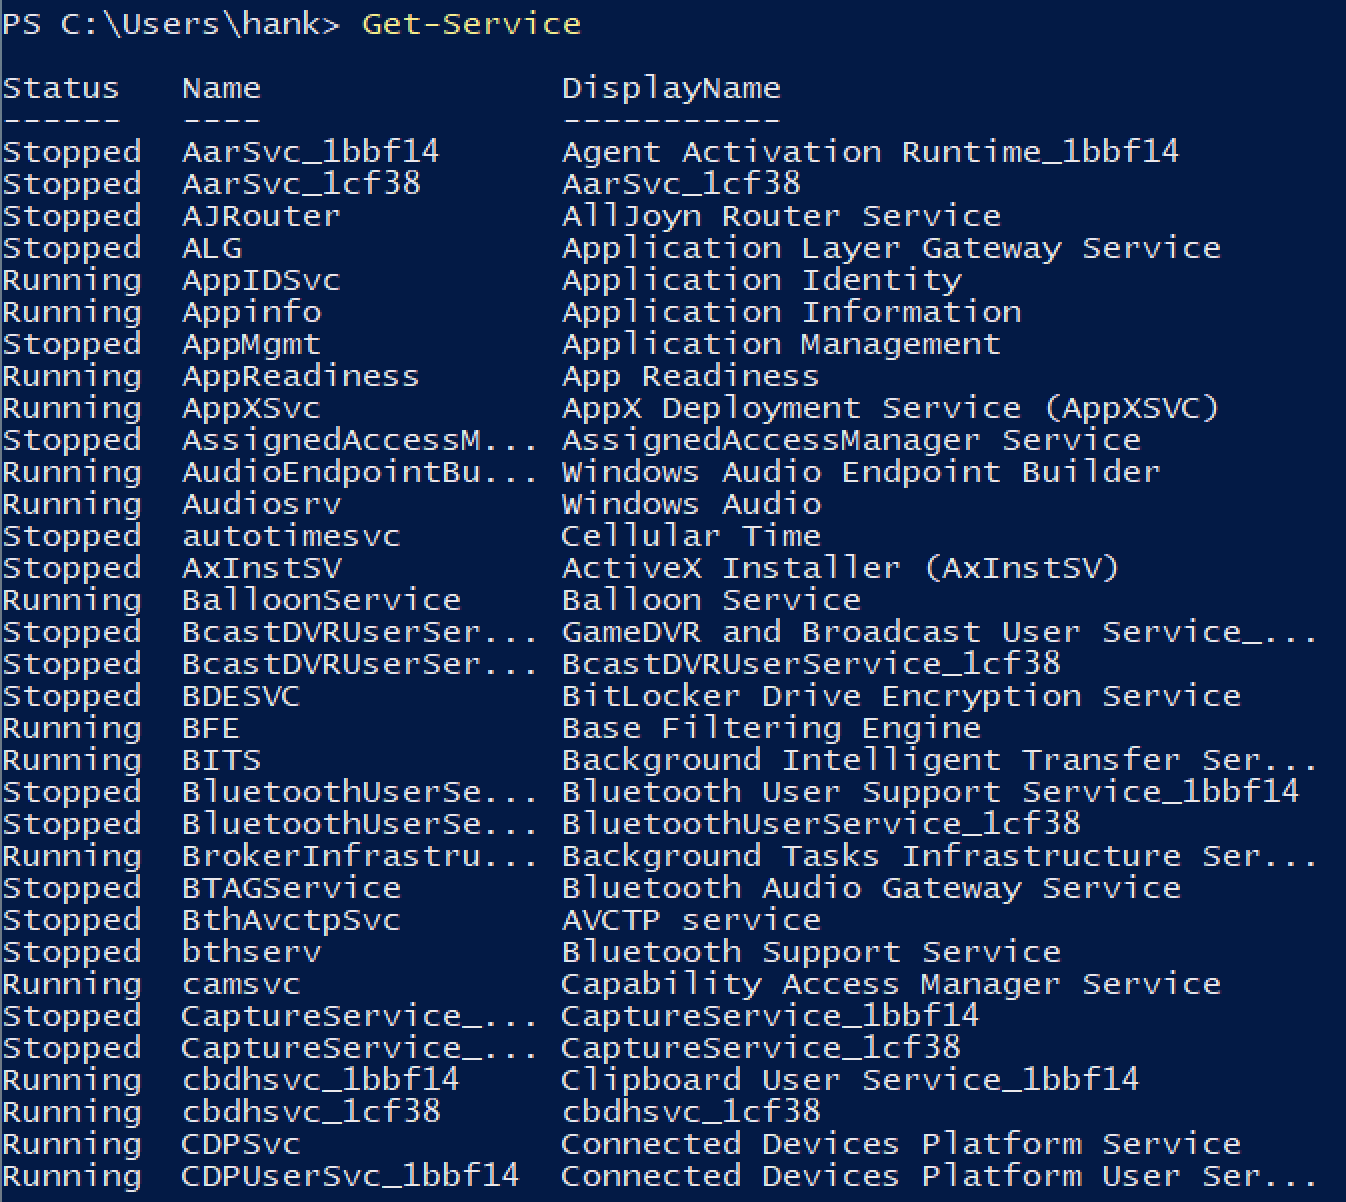 PS C:\Users\hank> Get-Service
Status Name DisplayName
------ ---- -----------
Stopped AarSvc_1bbf14 Agent Activation Runtime_1bbf14
Stopped AarSvc_1cf38 AarSvc_1cf38
Stopped AJRouter AllJoyn Router Service
Stopped ALG Application Layer Gateway Service
Running AppIDSvc Application Identity
Running Appinfo Application Information
Stopped AppMgmt Application Management
Running AppReadiness App Readiness
Running AppXSvc AppX Deployment Service (AppXSVC)
Stopped AssignedAccessM... AssignedAccessManager Service
Running AudioEndpointBu... Windows Audio Endpoint Builder
Running Audiosrv Windows Audio
Stopped autotimesvc Cellular Time
Stopped AxInstSV ActiveX Installer (AxInstSV)
Running BalloonService Balloon Service
Stopped BcastDVRUserSer... GameDVR and Broadcast User Service_...
Stopped BcastDVRUserSer... BcastDVRUserService_1cf38
Stopped BDESVC BitLocker Drive Encryption Service
Running BFE Base Filtering Engine
Running BITS Background Intelligent Transfer Ser...
Stopped BluetoothUserSe... Bluetooth User Support Service_1bbf14
Stopped BluetoothUserSe... BluetoothUserService_1cf38
Running BrokerInfrastru... Background Tasks Infrastructure Ser...
Stopped BTAGService Bluetooth Audio Gateway Service
Stopped BthAvctpSvc AVCTP service
Stopped bthserv Bluetooth Support Service
Running camsvc Capability Access Manager Service
Stopped CaptureService_... CaptureService_1bbf14
Stopped CaptureService_... CaptureService_1cf38
Running cbdhsvc_1bbf14 Clipboard User Service_1bbf14
Running cbdhsvc_1cf38 cbdhsvc_1cf38
Running CDPSvc Connected Devices Platform Service
Running CDPUserSvc_1bbf14 Connected Devices Platform User Ser...